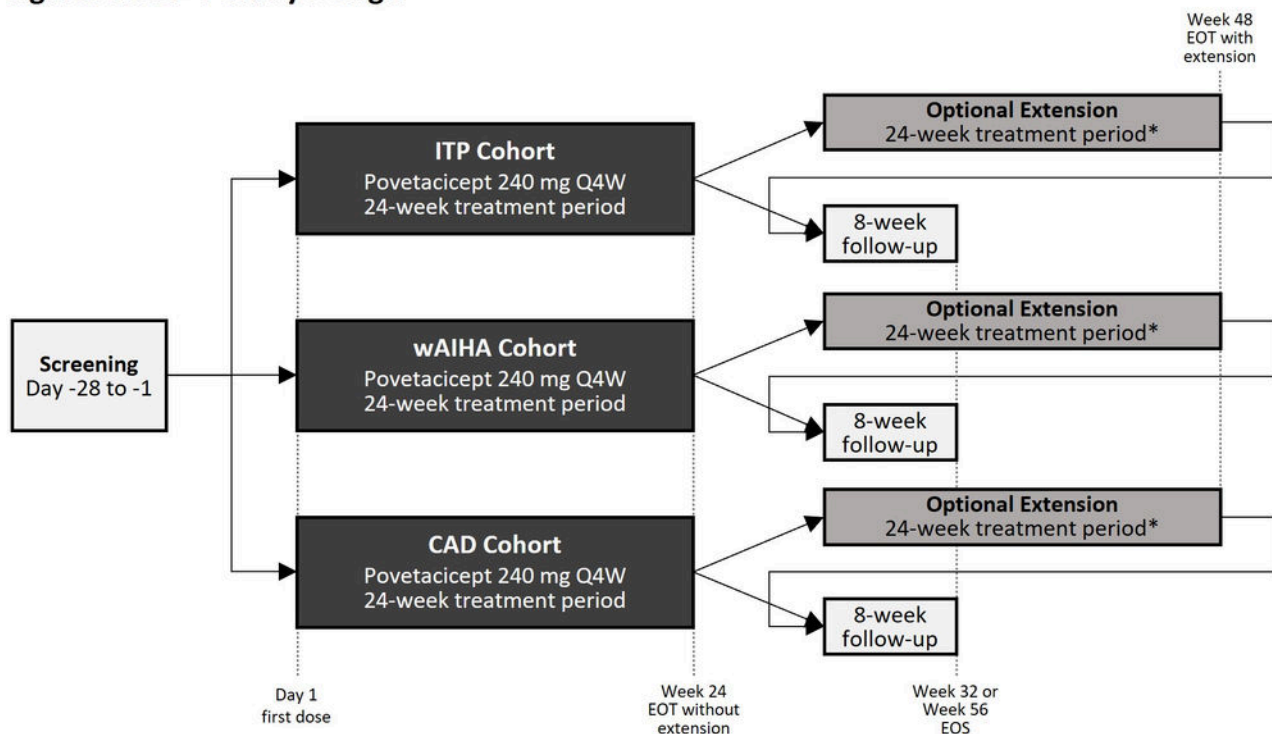 Week 48
EOT with
extension
Optional Extension
24-week treatment period*
ITP Cohort
Povetacicept 240 mg Q4W
24-week treatment period
8-week
follow-up
Optional Extension
24-week treatment period*
wAIHA Cohort
Povetacicept 240 mg Q4W
24-week treatment period
Screening
Day -28 to -1
8-week
follow-up
Optional Extension
24-week treatment period*
CAD Cohort
Povetacicept 240 mg Q4W
24-week treatment period
8-week
follow-up
Day 1
first dose
Week 24
EOT without
extension
Week 32 or
Week 56
EOS